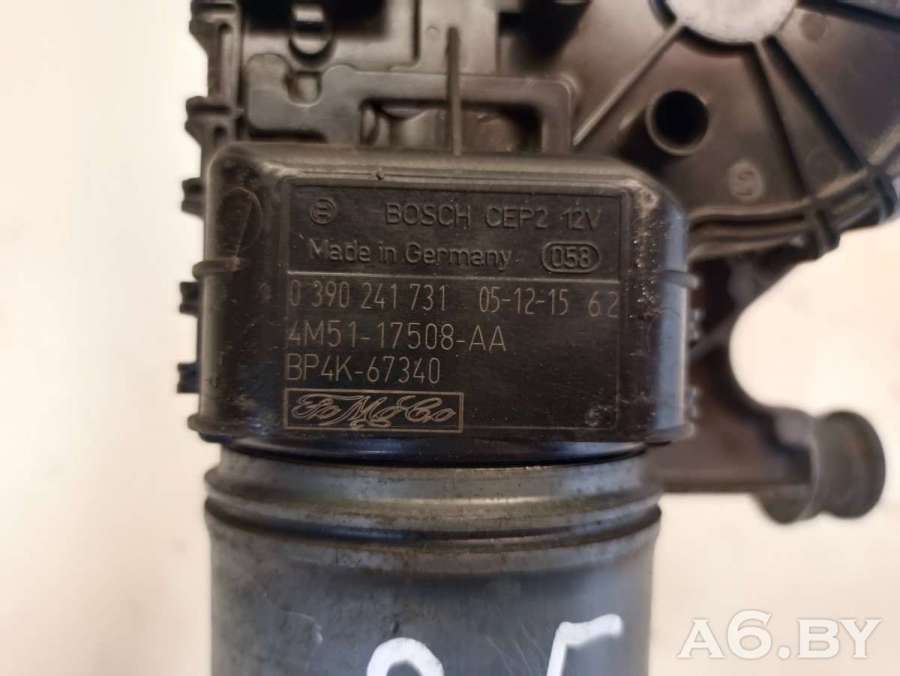 BOSCH CEP2 12V
Made in Germany 058
0 390 241 731 05-12-15 62
4M51-17508-AA
BP4K-67340
FoMoCo
A6.BY